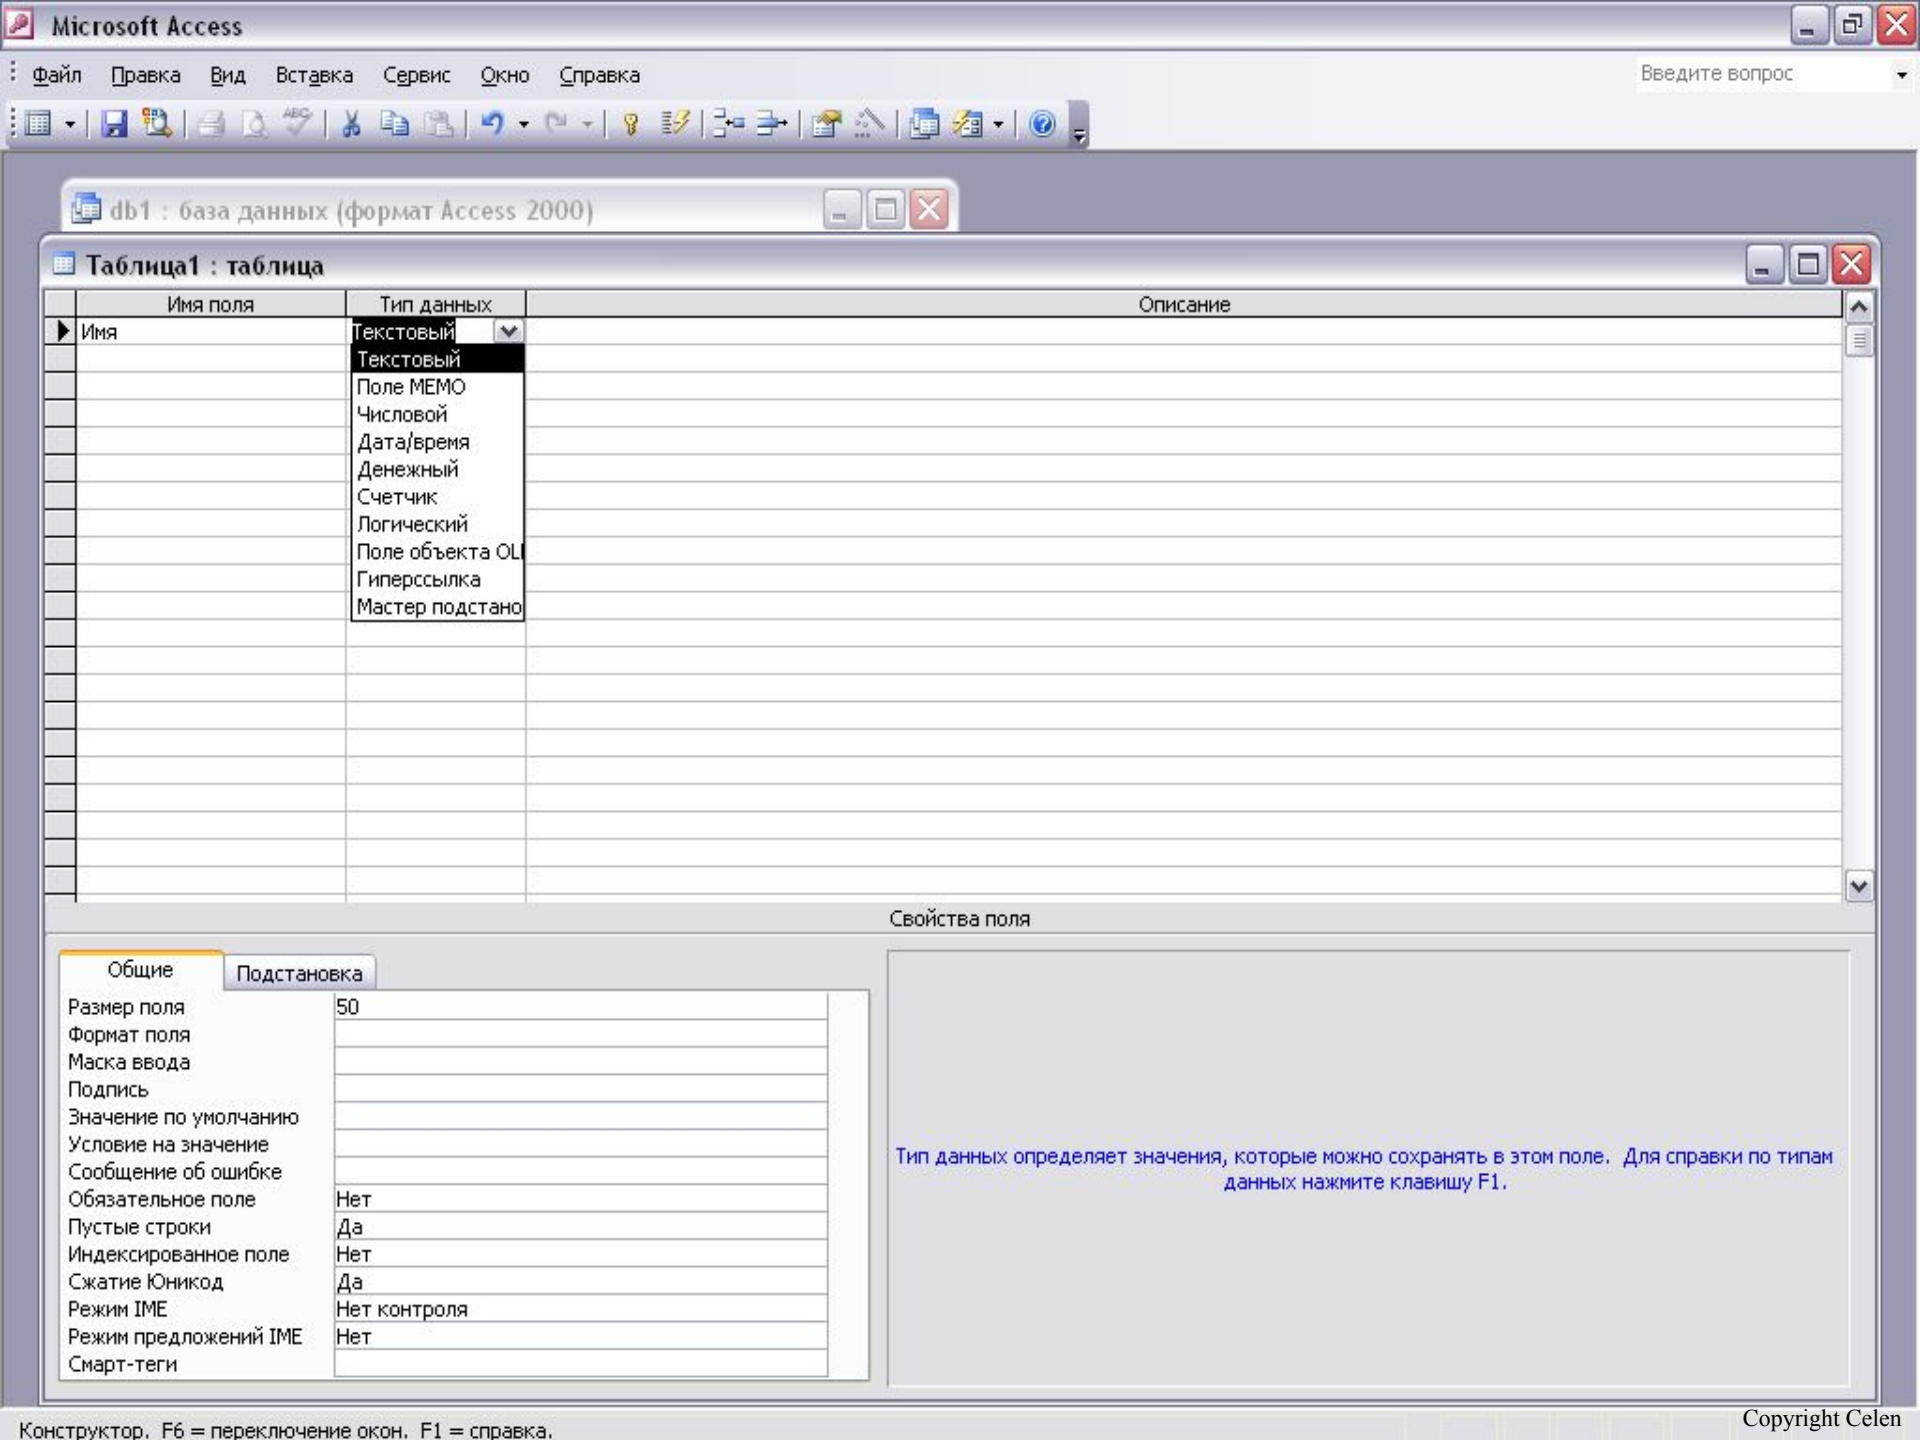 Microsoft Access
Файл Правка Вид Вставка Сервис Окно Справка
Введите вопрос
ABC
db1 : база данных (формат Access 2000)
Таблица1 : таблица
Имя поля Тип данных Описание
Имя Текстовый
Текстовый
Поле МЕМО
Числовой
Дата/время
Денежный
Счетчик
Логический
Поле объекта OLE
Гиперссылка
Мастер подстано
Свойства поля
Общие Подстановка
Размер поля 50
Формат поля
Маска ввода
Подпись
Значение по умолчанию
Условие на значение
Сообщение об ошибке
Обязательное поле Нет
Пустые строки Да
Индексированное поле Нет
Сжатие Юникод Да
Режим IME Нет контроля
Режим предложений IME Нет
Смарт-теги
Тип данных определяет значения, которые можно сохранять в этом поле. Для справки по типам
данных нажмите клавишу F1.
Конструктор. F6 = переключение окон. F1 = справка.
Copyright Celen